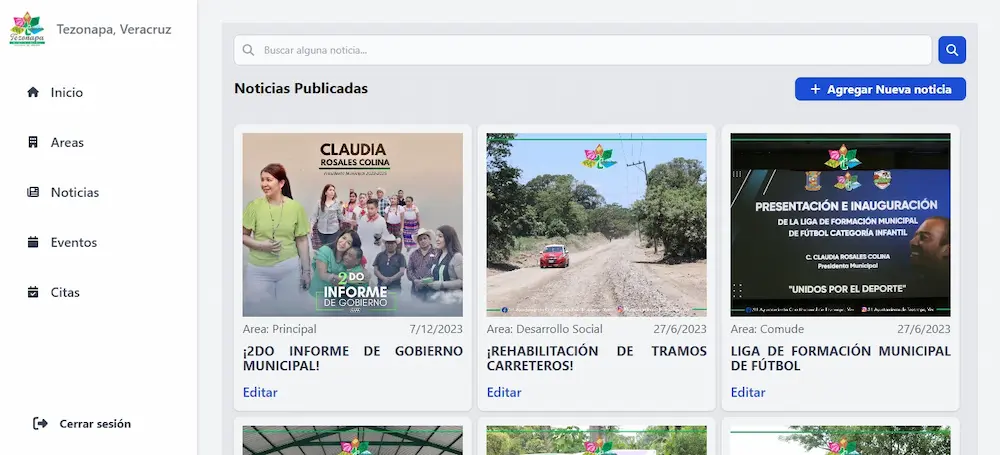 Tezonapa
Tezonapa, Veracruz
Inicio
Areas
Noticias
Eventos
Citas
Cerrar sesión
Buscar alguna noticia...
Noticias Publicadas
+ Agregar Nueva noticia
CLAUDIA
ROSALES COLINA
2DO
INFORME
DE GOBIERNO
Area: Principal 7/12/2023
¡2DO INFORME DE GOBIERNO
MUNICIPAL!
Editar
Area: Desarrollo Social 27/6/2023
¡REHABILITACIÓN DE TRAMOS
CARRETEROS!
Editar
PRESENTACIÓN E INAUGURACIÓN
DE LA LIGA DE FORMACIÓN MUNICIPAL
DE FÚTBOL CATEGORÍA INFANTIL
C. CLAUDIA ROSALES COLINA
Presidente Municipal
"UNIDOS POR EL DEPORTE"
Area: Comude 27/6/2023
LIGA DE FORMACIÓN MUNICIPAL
DE FÚTBOL
Editar